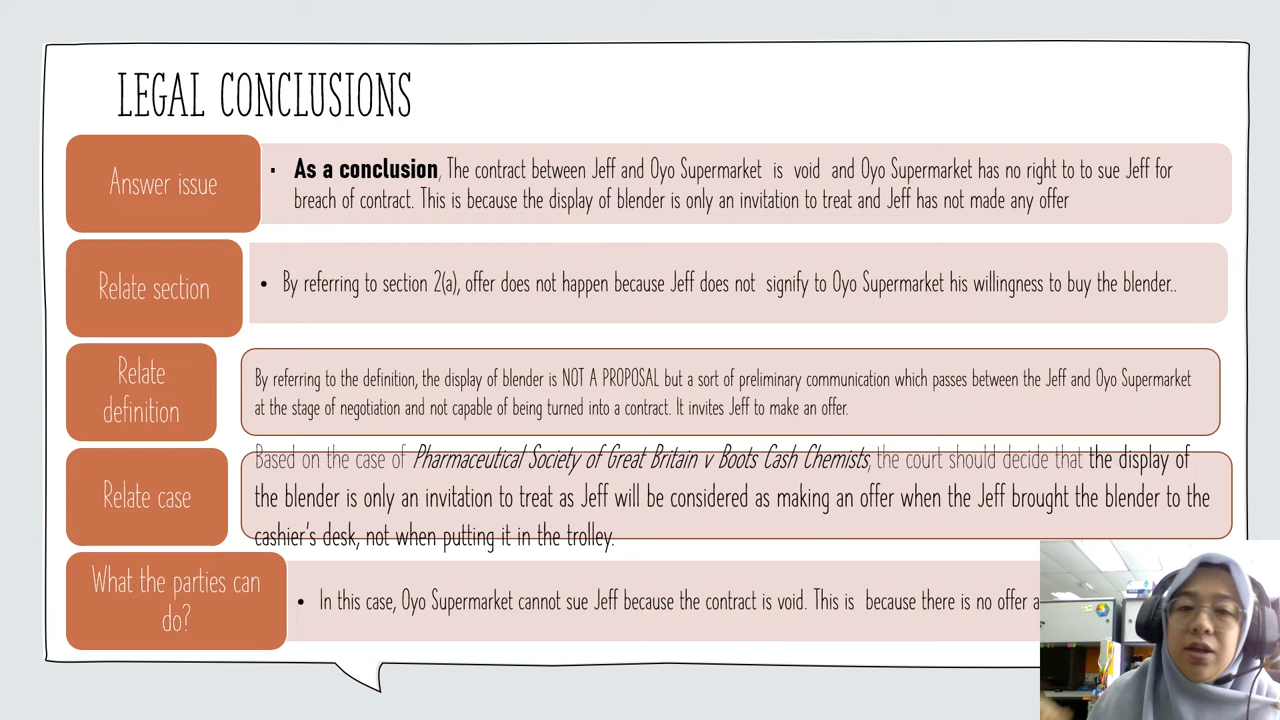 LEGAL CONCLUSIONS
Answer issue
▪ As a conclusion, The contract between Jeff and Oyo Supermarket is void and Oyo Supermarket has no right to to sue Jeff for
breach of contract. This is because the display of blender is only an invitation to treat and Jeff has not made any offer
Relate section
• By referring to section 2(a), offer does not happen because Jeff does not signify to Oyo Supermarket his willingness to buy the blender..
Relate
definition
By referring to the definition, the display of blender is NOT A PROPOSAL but a sort of preliminary communication which passes between the Jeff and Oyo Supermarket
at the stage of negotiation and not capable of being turned into a contract. It invites Jeff to make an offer.
Relate case
Based on the case of Pharmaceutical Society of Great Britain v Boots Cash Chemists, the court should decide that the display of
the blender is only an invitation to treat as Jeff will be considered as making an offer when the Jeff brought the blender to the
cashier's desk, not when putting it in the trolley.
What the parties can
do?
• In this case, Oyo Supermarket cannot sue Jeff because the contract is void. This is because there is no offer